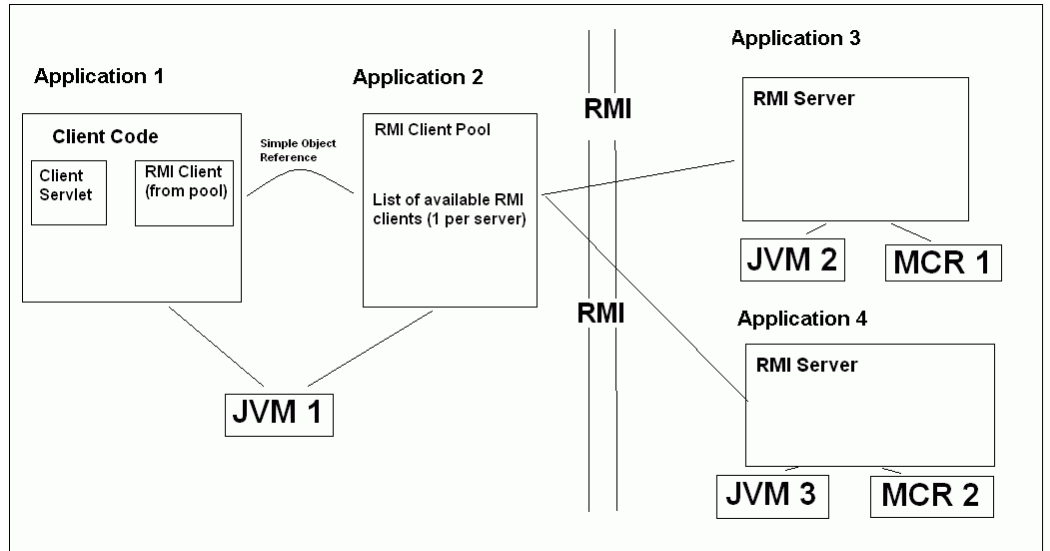 Application 1
Client Code
Client
Servlet
RMI Client
(from pool)
Simple Object
Reference
Application 2
RMI Client Pool
List of available RMI
clients (1 per server)
JVM 1
RMI
RMI
Application 3
RMI Server
JVM 2
MCR 1
Application 4
RMI Server
JVM 3
MCR 2